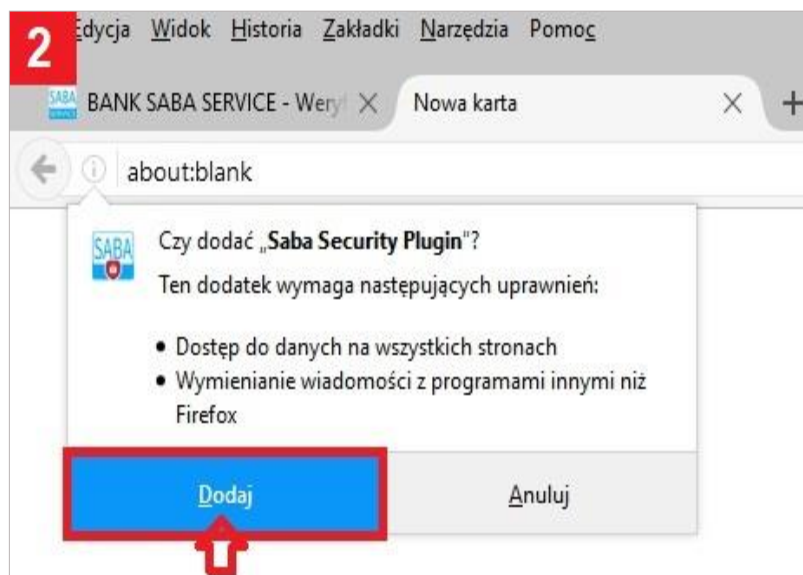 2
Edycja Widok Historia Zakładki Narzędzia Pomoc
SABA SERVICE BANK SABA SERVICE - Wery
Nowa karta
about:blank
SABA
Czy dodać „Saba Security Plugin"?
Ten dodatek wymaga następujących uprawnień:
• Dostęp do danych na wszystkich stronach
• Wymienianie wiadomości z programami innymi niż
Firefox
Dodaj
Anuluj